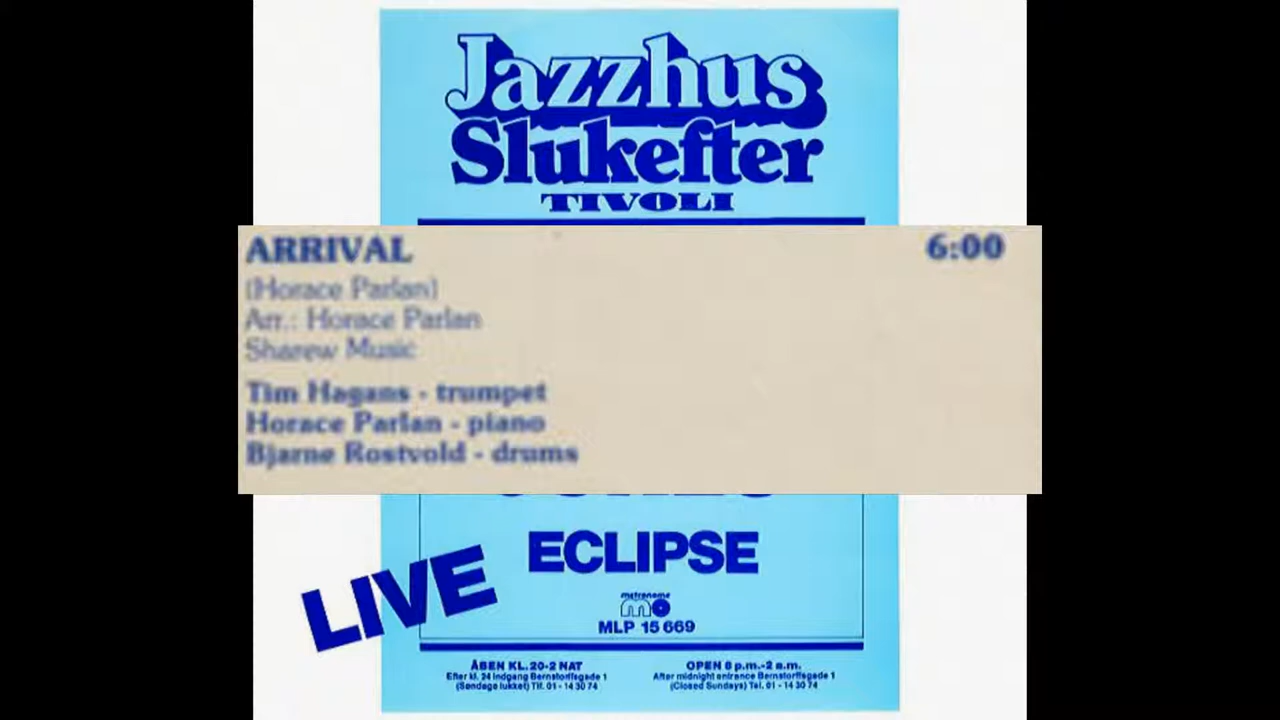 Jazzhus
Slukefter
TIVOLI
ARRIVAL 6:00
(Horace Parlan)
Arr.: Horace Parlan
Sharew Music
Tim Hagans - trumpet
Horace Parlan - piano
Bjarne Rostvold - drums
ECLIPSE
LIVE
metronome
MLP 15 669
ÅBEN KL. 20-2 NAT
Efter kl. 24 indgang Bernstorffsgade 1
(Søndage lukket) Tlf. 01 - 14 30 74
OPEN 8 p.m.-2 a.m.
After midnight entrance Bernstorffsgade 1
(Closed Sundays) Tel. 01 - 14 30 74